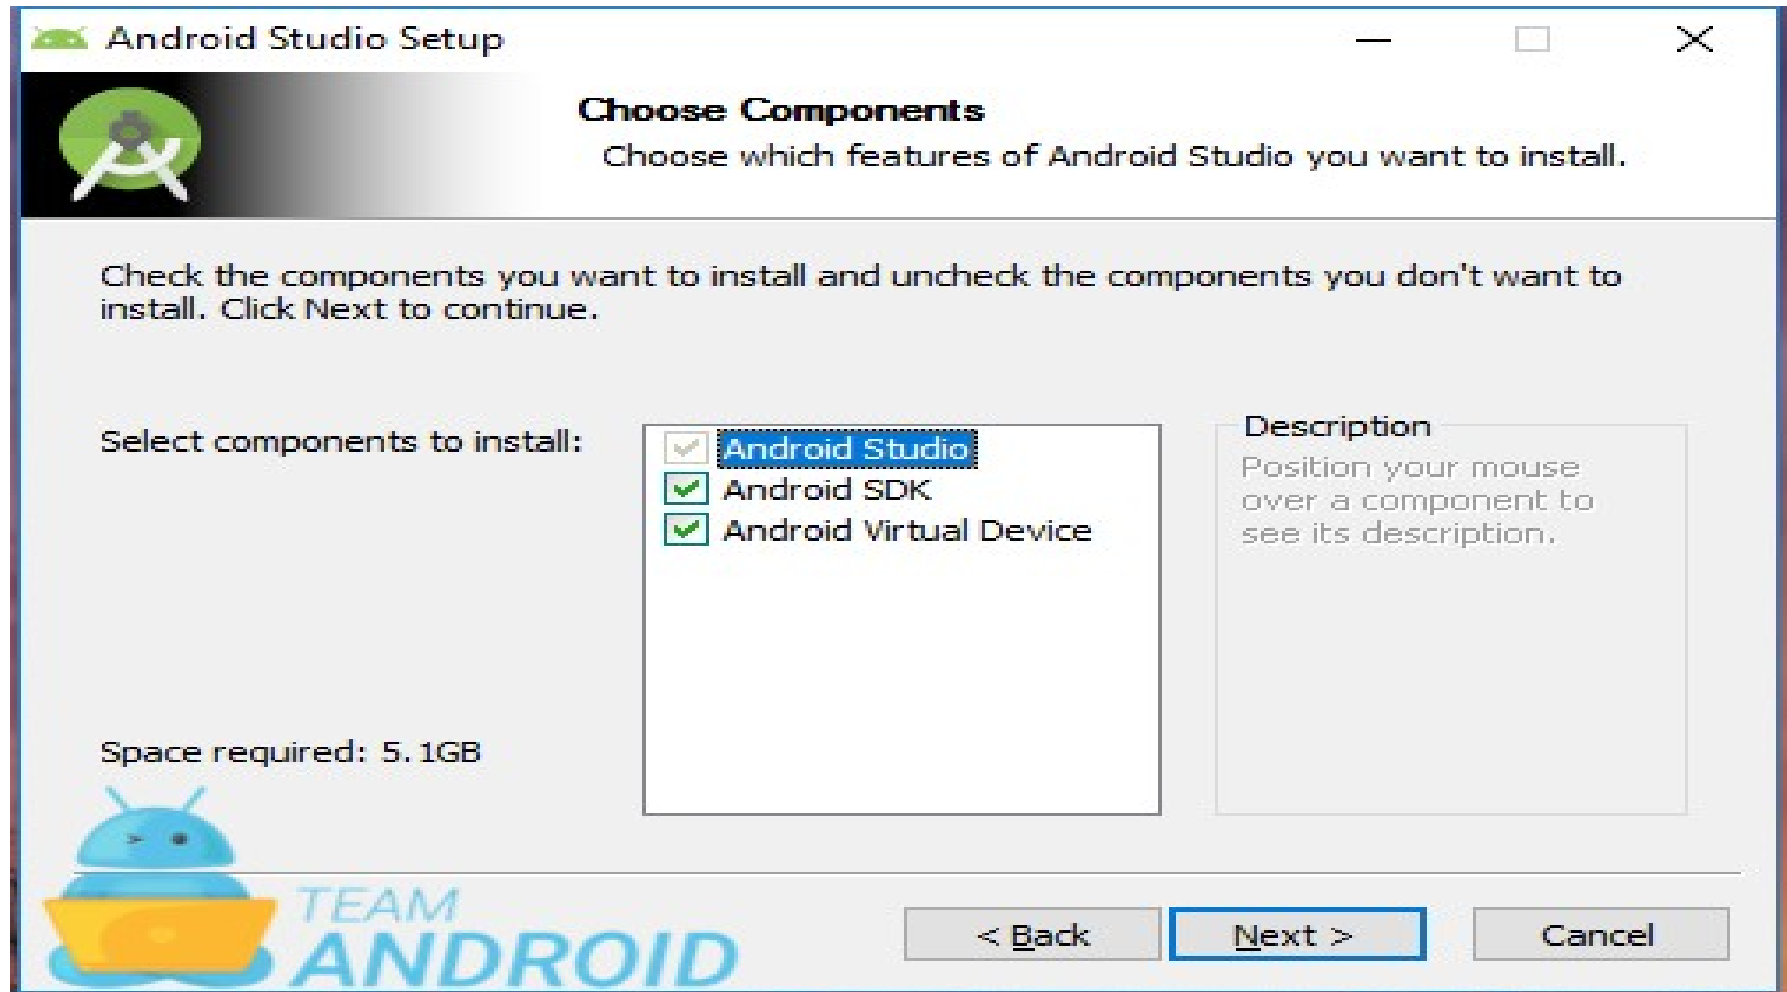 Android Studio Setup
Choose Components
Choose which features of Android Studio you want to install.
Check the components you want to install and uncheck the components you don't want to
install. Click Next to continue.
Select components to install:
Android Studio
Android SDK
Android Virtual Device
Description
Position your mouse
over a component to
see its description.
Space required: 5.1GB
TEAM
ANDROID
< Back
Next >
Cancel